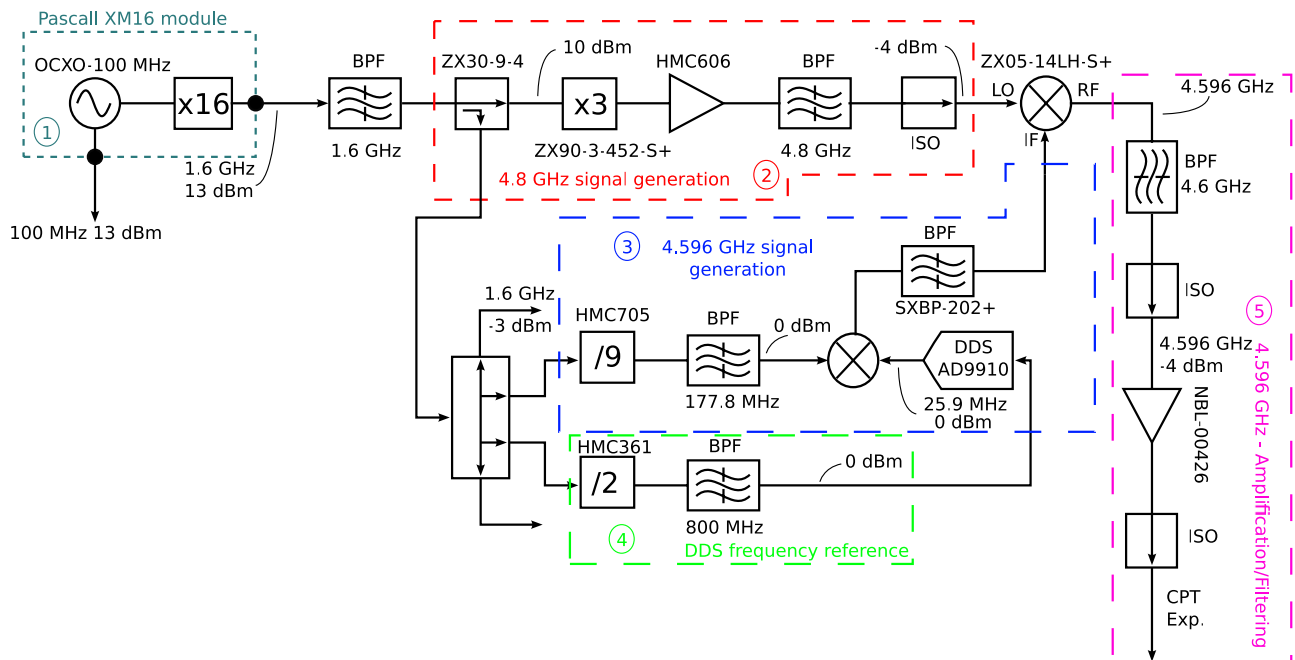 Pascall XM16 module
OCXO-100 MHz
x16
1
1.6 GHz
13 dBm
100 MHz 13 dBm
BPF
1.6 GHz
ZX30-9-4
10 dBm
x3
ZX90-3-452-S+
HMC606
BPF
4.8 GHz
ISO
-4 dBm
4.8 GHz signal generation
2
ZX05-14LH-S+
LO
RF
IF
4.596 GHz
3
4.596 GHz signal
generation
BPF
SXBP-202+
1.6 GHz
-3 dBm
HMC705
/9
BPF
177.8 MHz
0 dBm
DDS
AD9910
25.9 MHz
0 dBm
HMC361
/2
BPF
800 MHz
0 dBm
4
DDS frequency reference
BPF
4.6 GHz
ISO
4.596 GHz
-4 dBm
NBL-00426
ISO
CPT
Exp.
5
4.596 GHz - Amplification/Filtering